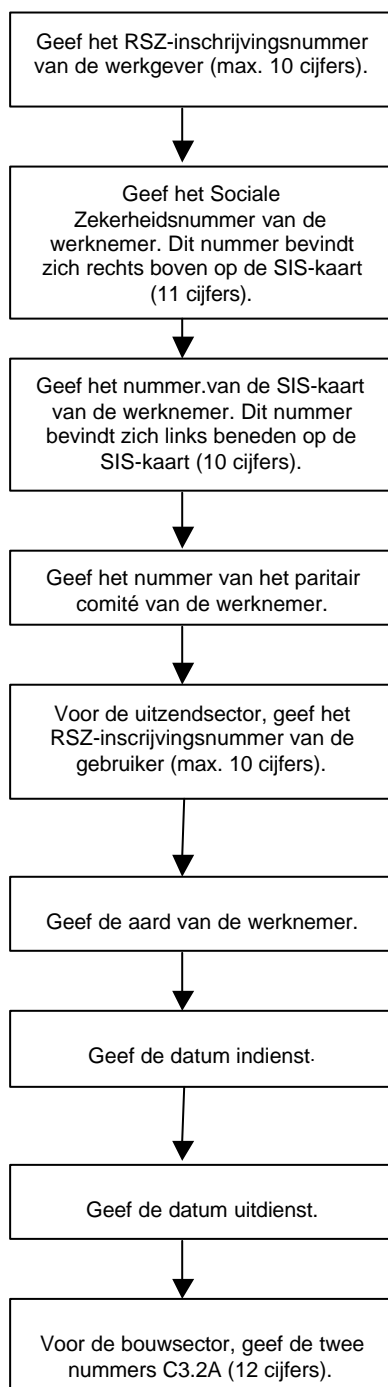 Geef het RSZ-inschrijvingsnummer
van de werkgever (max. 10 cijfers).
Geef het Sociale
Zekerheidsnummer van de
werknemer. Dit nummer bevindt
zich rechts boven op de SIS-kaart
(11 cijfers).
Geef het nummer.van de SIS-kaart
van de werknemer. Dit nummer
bevindt zich links beneden op de
SIS-kaart (10 cijfers).
Geef het nummer van het paritair
comité van de werknemer.
Voor de uitzendsector, geef het
RSZ-inscrijvingsnummer van de
gebruiker (max. 10 cijfers).
Geef de aard van de werknemer.
Geef de datum indienst.
Geef de datum uitdienst.
Voor de bouwsector, geef de twee
nummers C3.2A (12 cijfers).